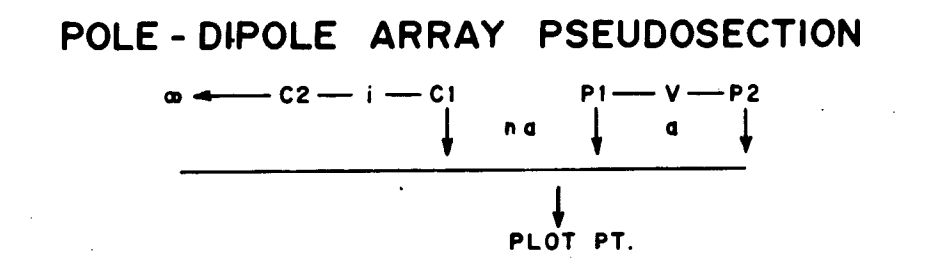 POLE - DIPOLE ARRAY PSEUDOSECTION
∞ ← C2 — i — C1 P1 — V — P2
na a
PLOT PT.